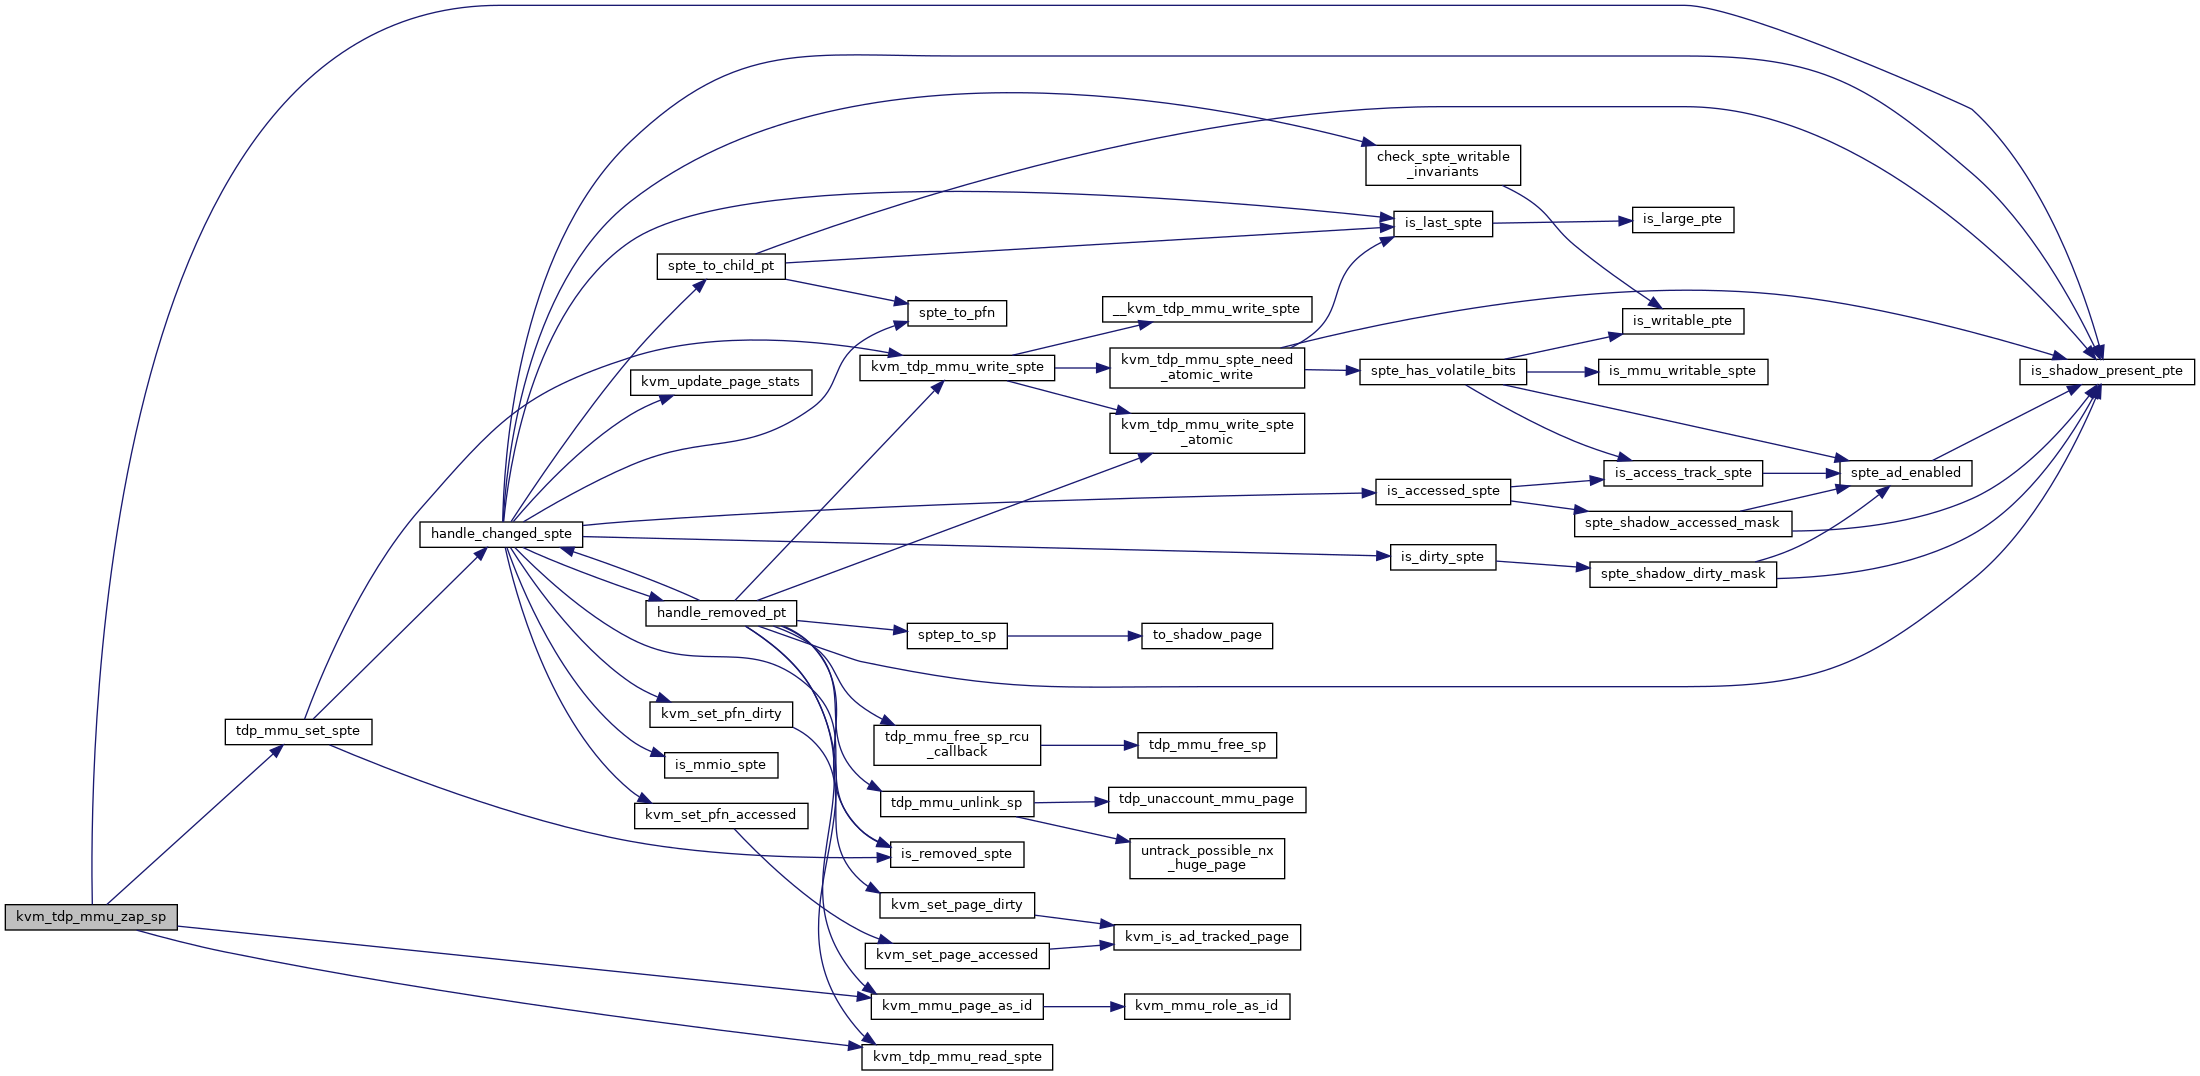 check_spte_writable
_invariants
is_last_spte
is_large_pte
spte_to_child_pt
spte_to_pfn
__kvm_tdp_mmu_write_spte
is_writable_pte
kvm_tdp_mmu_write_spte
kvm_tdp_mmu_spte_need
_atomic_write
spte_has_volatile_bits
is_mmu_writable_spte
is_shadow_present_pte
kvm_update_page_stats
kvm_tdp_mmu_write_spte
_atomic
is_access_track_spte
spte_ad_enabled
is_accessed_spte
spte_shadow_accessed_mask
handle_changed_spte
is_dirty_spte
spte_shadow_dirty_mask
handle_removed_pt
sptep_to_sp
to_shadow_page
kvm_set_pfn_dirty
tdp_mmu_set_spte
tdp_mmu_free_sp_rcu
_callback
tdp_mmu_free_sp
is_mmio_spte
tdp_mmu_unlink_sp
tdp_unaccount_mmu_page
kvm_set_pfn_accessed
is_removed_spte
untrack_possible_nx
_huge_page
kvm_tdp_mmu_zap_sp
kvm_set_page_dirty
kvm_is_ad_tracked_page
kvm_set_page_accessed
kvm_mmu_page_as_id
kvm_mmu_role_as_id
kvm_tdp_mmu_read_spte